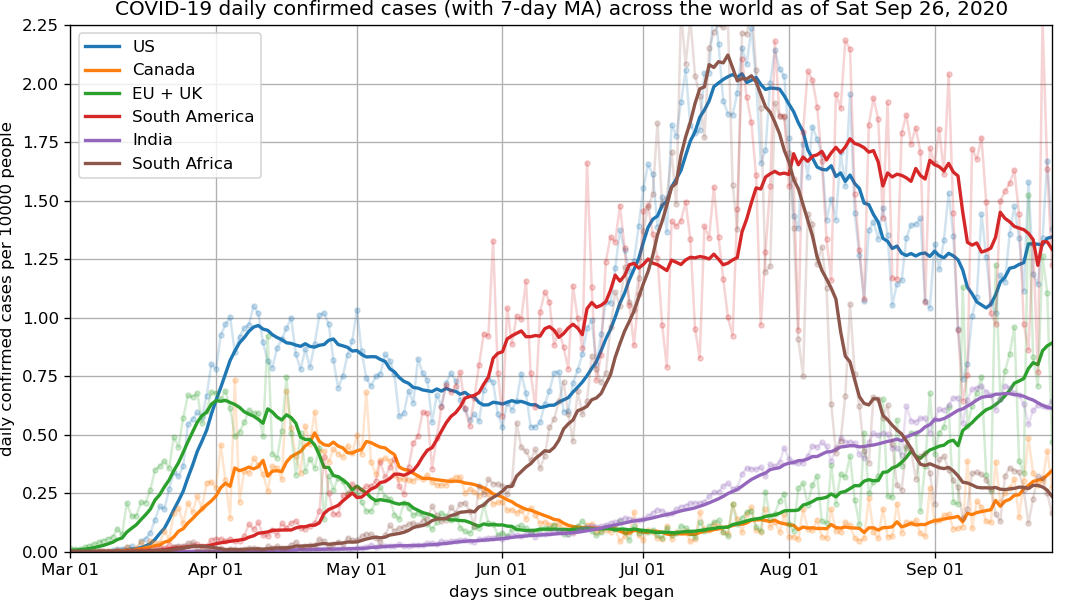 COVID-19 daily confirmed cases (with 7-day MA) across the world as of Sat Sep 26, 2020
daily confirmed cases per 10000 people
2.25
2.00
1.75
1.50
1.25
1.00
0.75
0.50
0.25
0.00
US
Canada
EU + UK
South America
India
South Africa
Mar 01
Apr 01
May 01
Jun 01
Jul 01
Aug 01
Sep 01
days since outbreak began